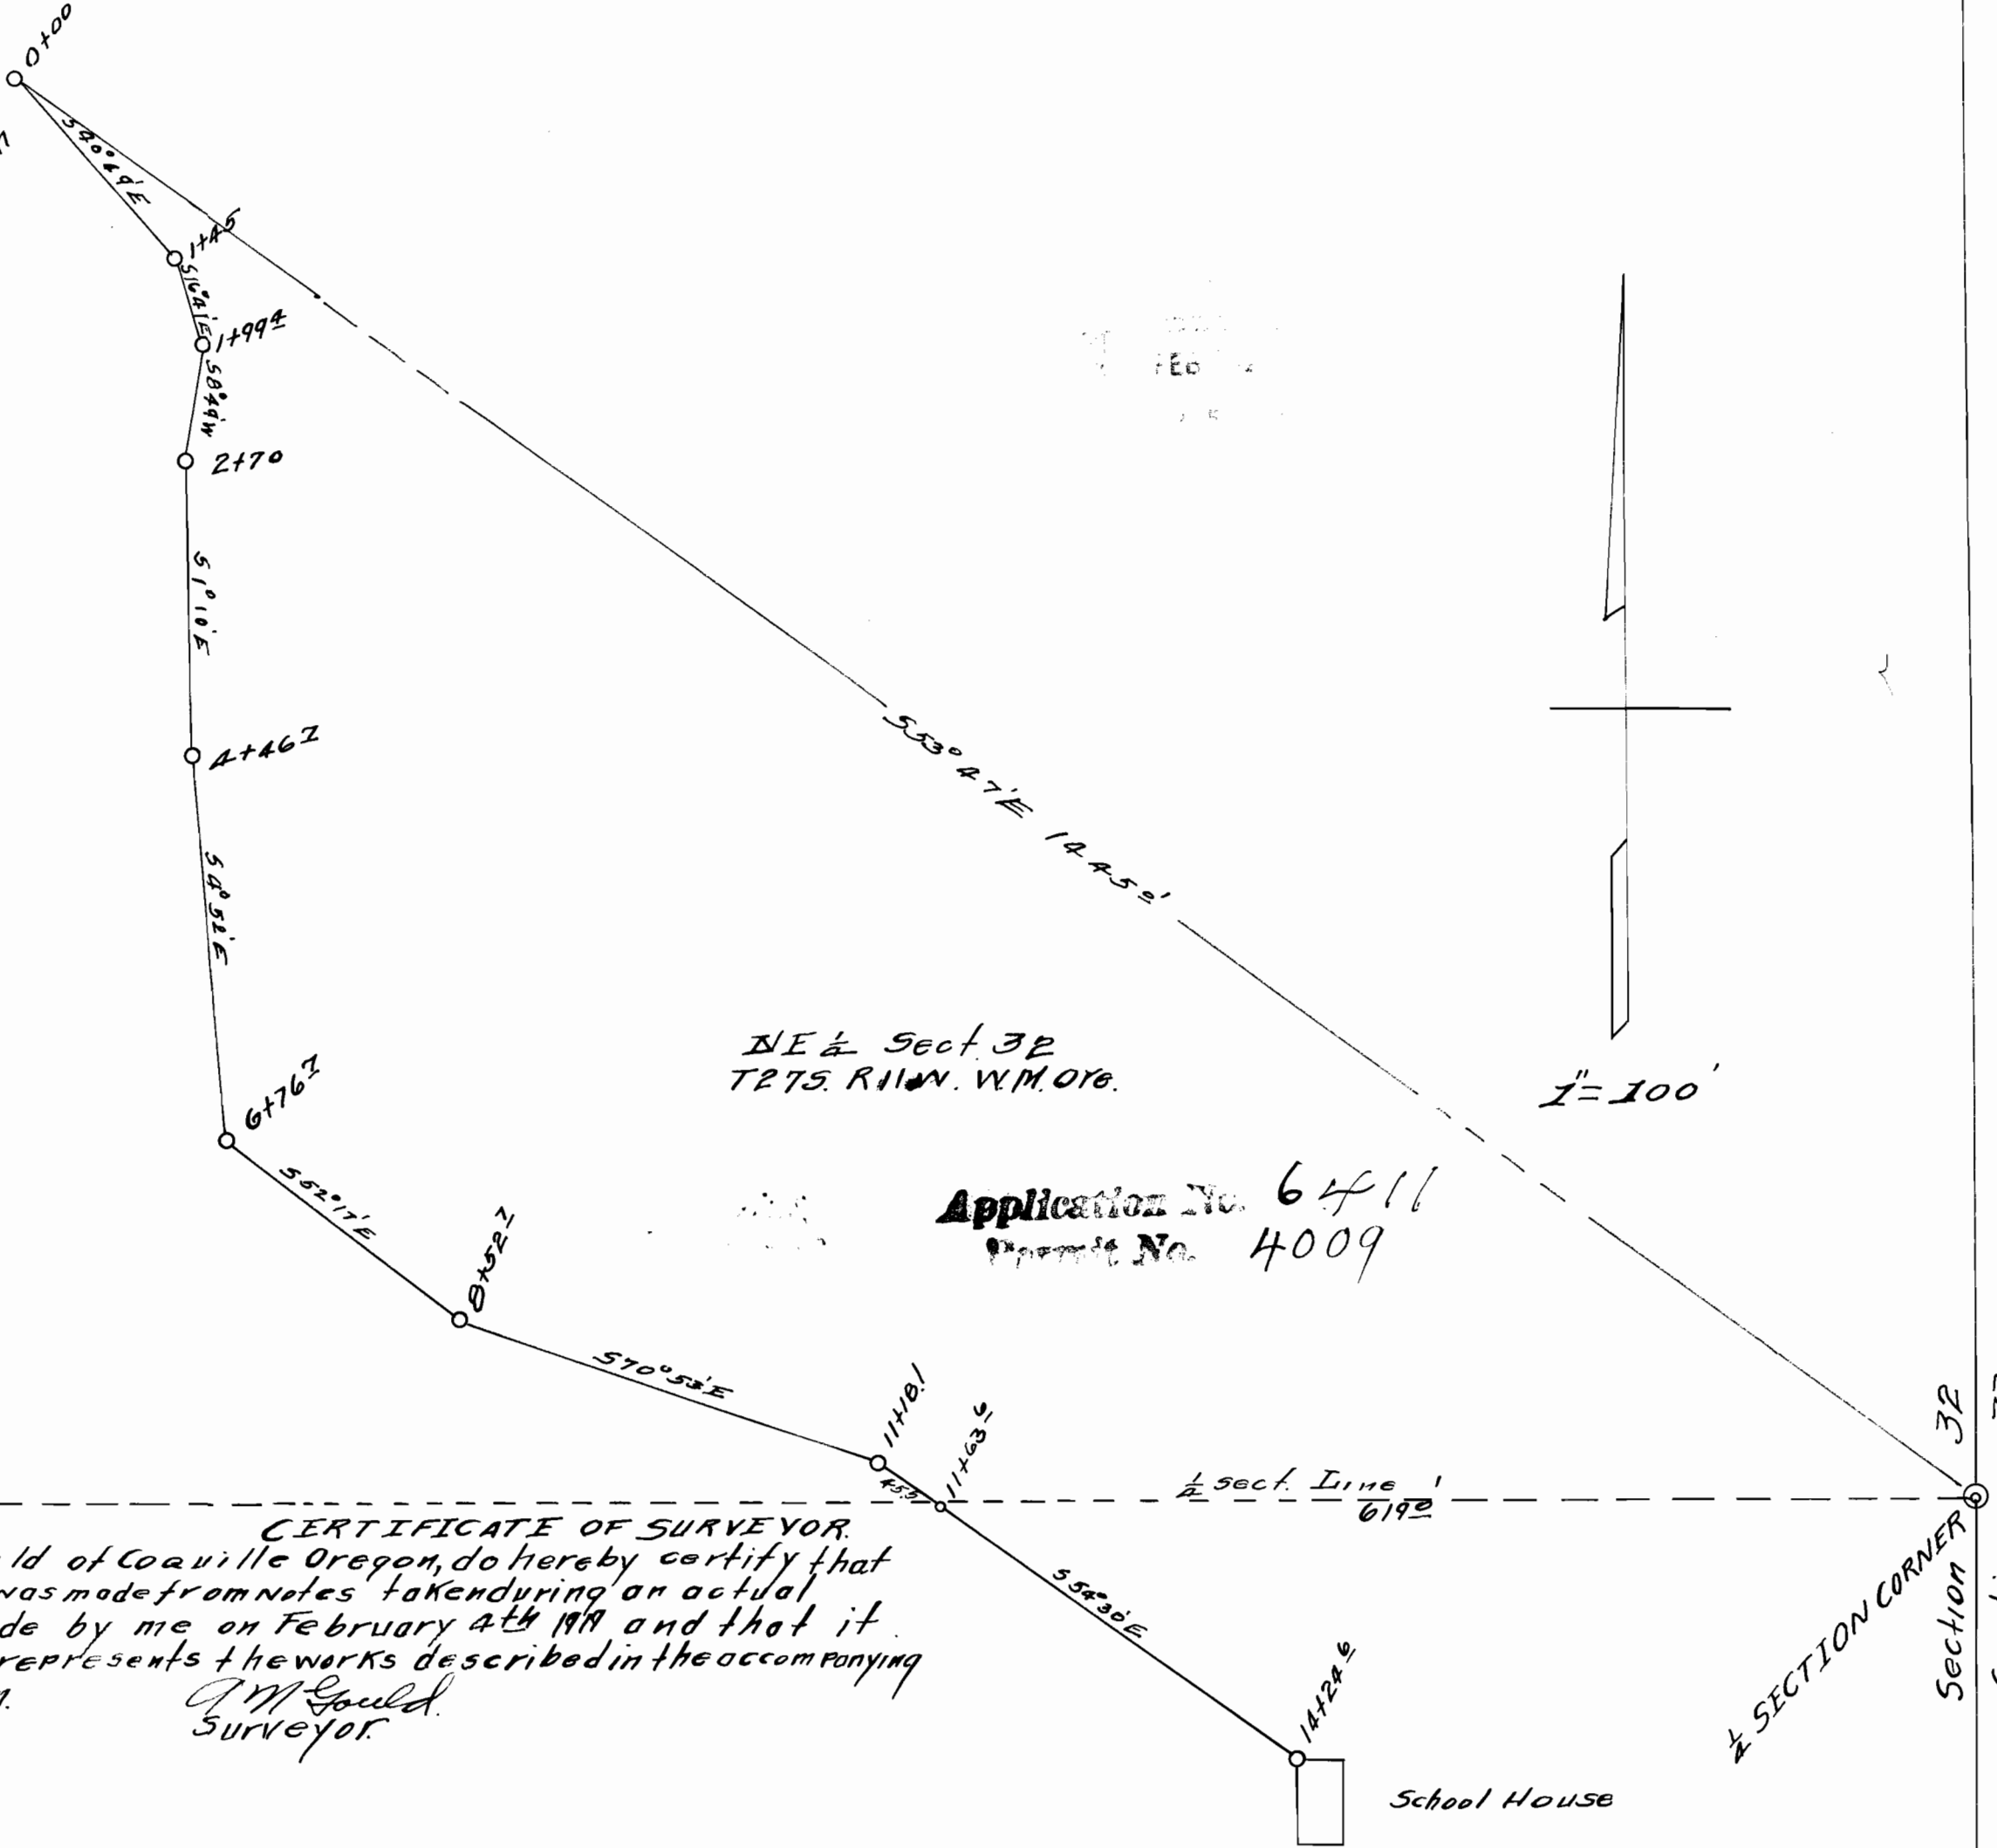 0+00
S40°49'E
1+45
S16°41'E
1+99 4
S8°49'W
2+70
S1°10'E
4+46 7
S4°52'E
6+76 7
S52°17'E
8+52 7
S70°53'E
11+18.1
45.5
11+63 6
S54°30'E
14+24 6
School House
FEB
S53°47'E 1445 0'
NE ¼ Sect. 32
T27S. R11W. W.M. Ore.
1"=100'
Application No. 6411
Permit No. 4009
¼ sect. Line
619 0'
32
Section
¼ SECTION CORNER
CERTIFICATE OF SURVEYOR.
ld of Coquille Oregon, do hereby certify that
was made from Notes taken during an actual
de by me on February 4th 1919 and that it
represents the works described in the accompanying
n.
A M Gould.
Surveyor.